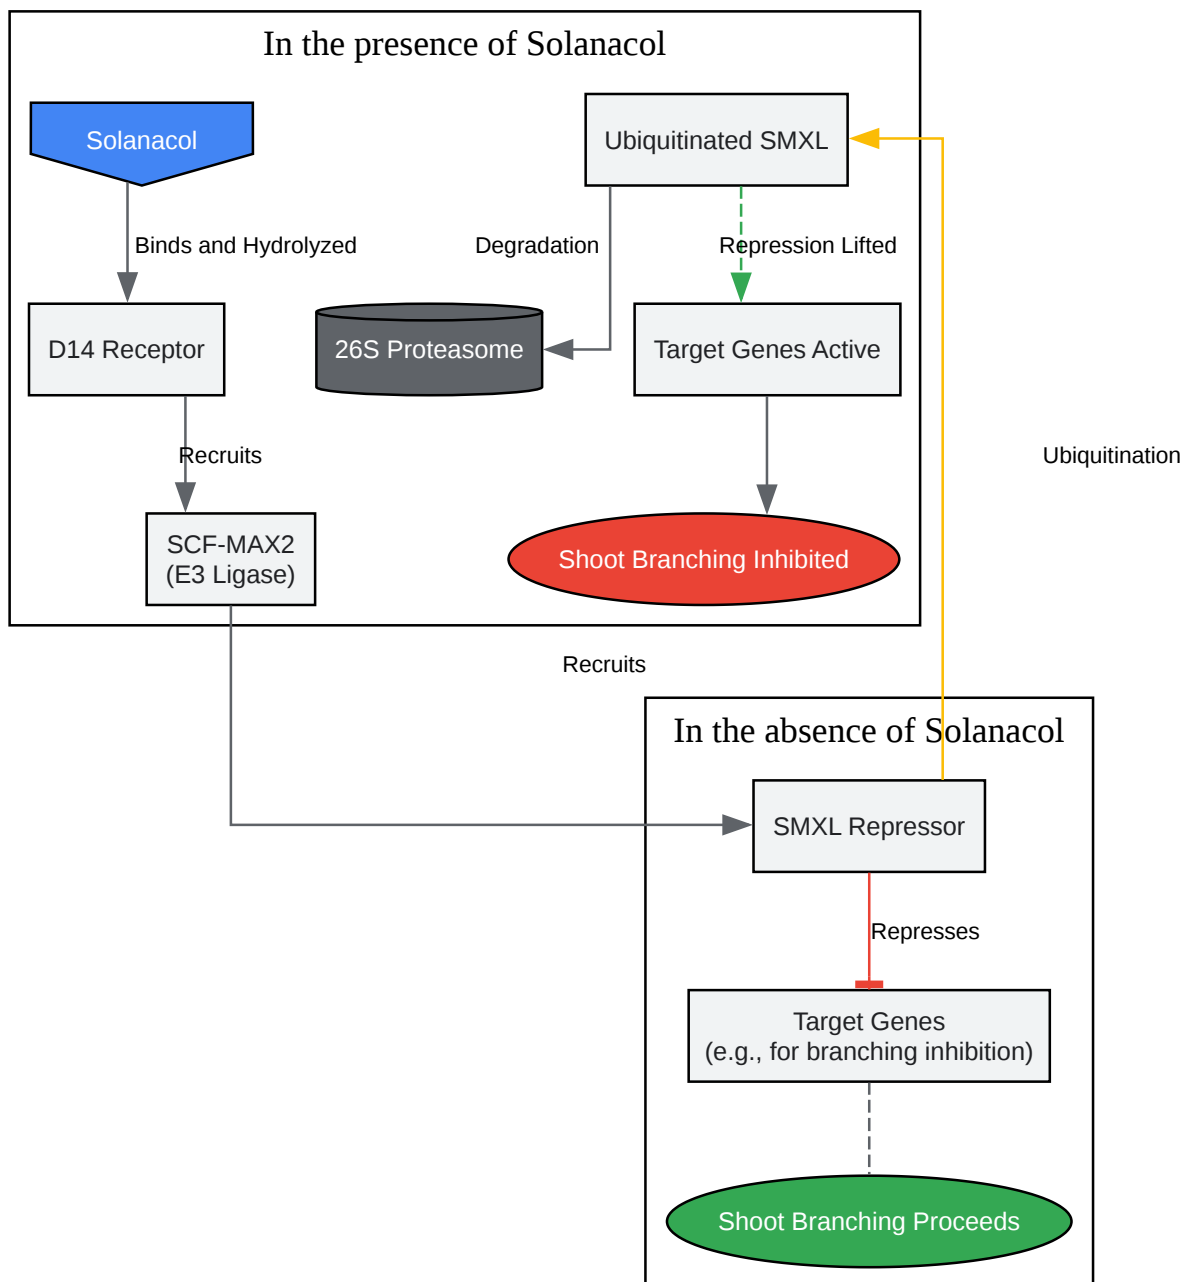 In the presence of Solanacol
Solanacol
Ubiquitinated SMXL
Binds and Hydrolyzed
Degradation
Repression Lifted
D14 Receptor
26S Proteasome
Target Genes Active
Recruits
Ubiquitination
SCF-MAX2
(E3 Ligase)
Shoot Branching Inhibited
Recruits
In the absence of Solanacol
SMXL Repressor
Represses
Target Genes
(e.g., for branching inhibition)
Shoot Branching Proceeds